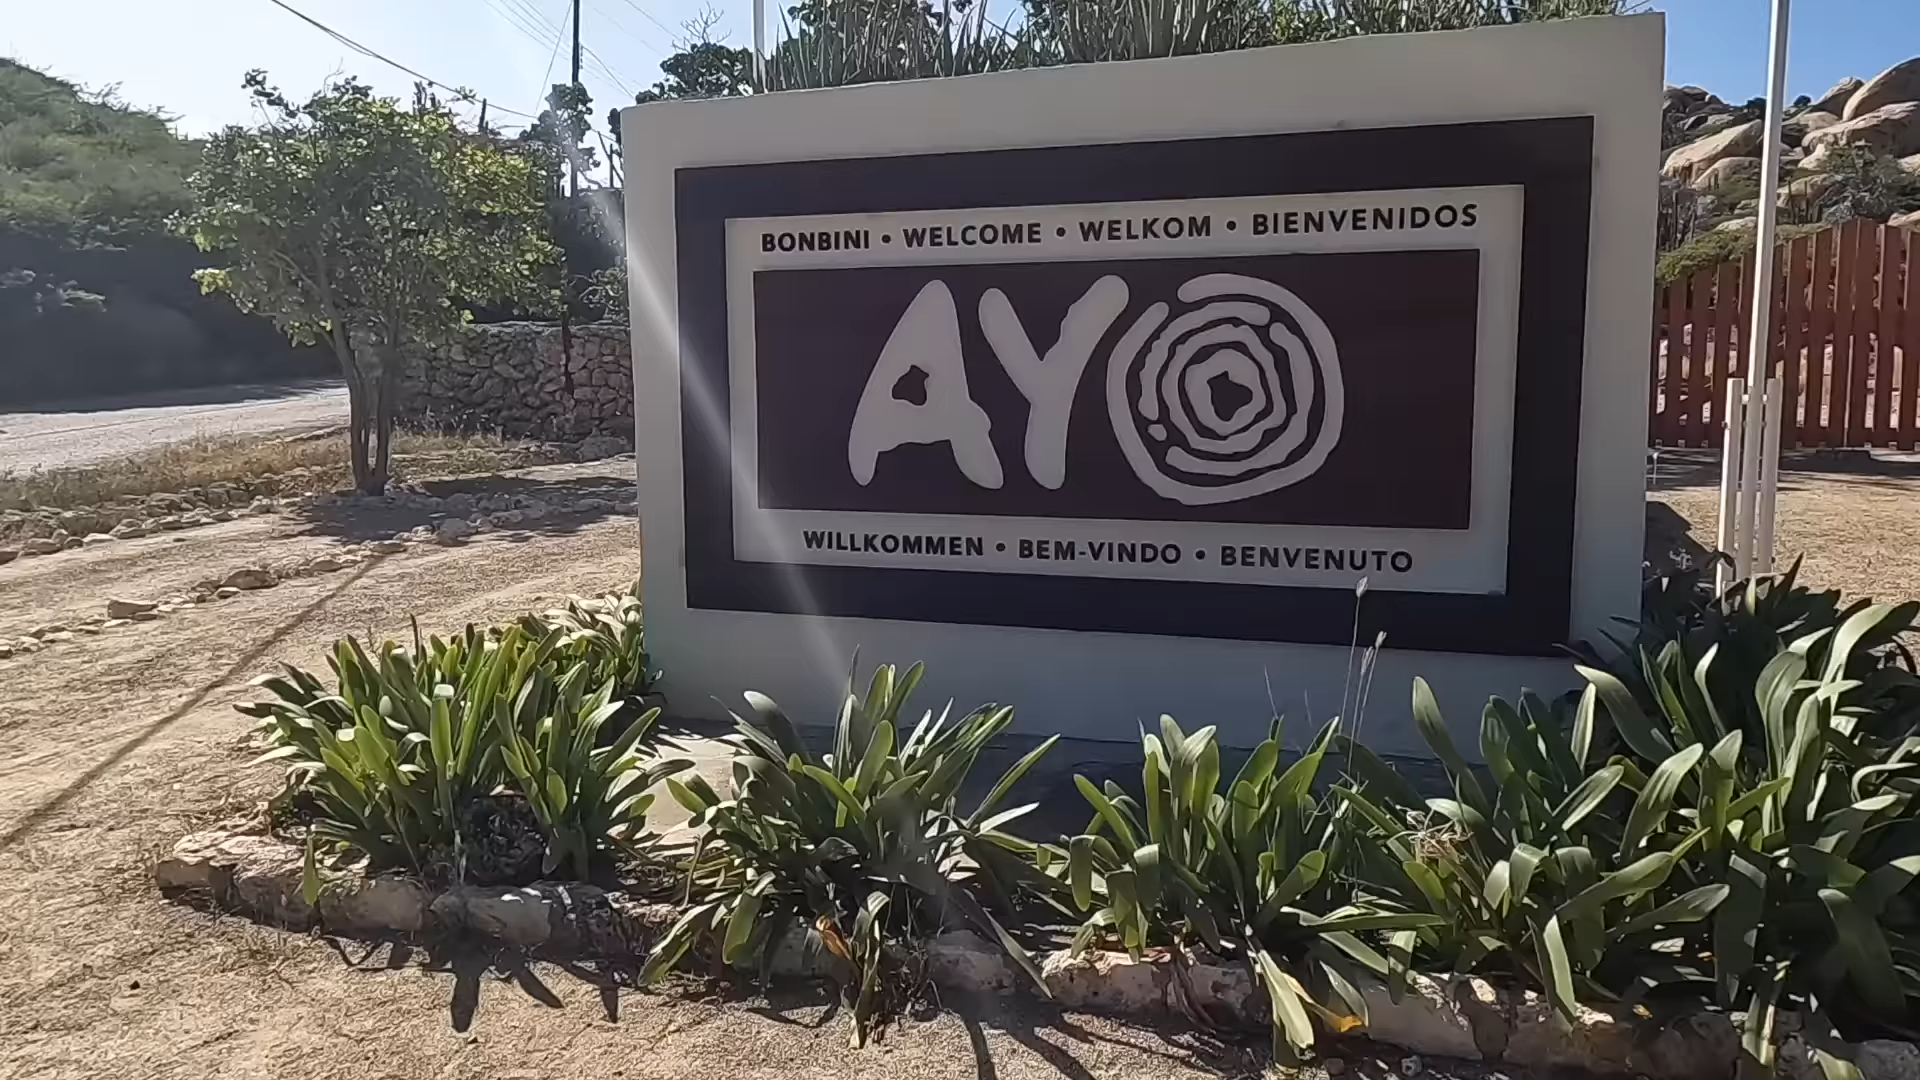 BONBINI • WELCOME • WELKOM • BIENVENIDOS
AYO
WILLKOMMEN • BEM-VINDO • BENVENUTO